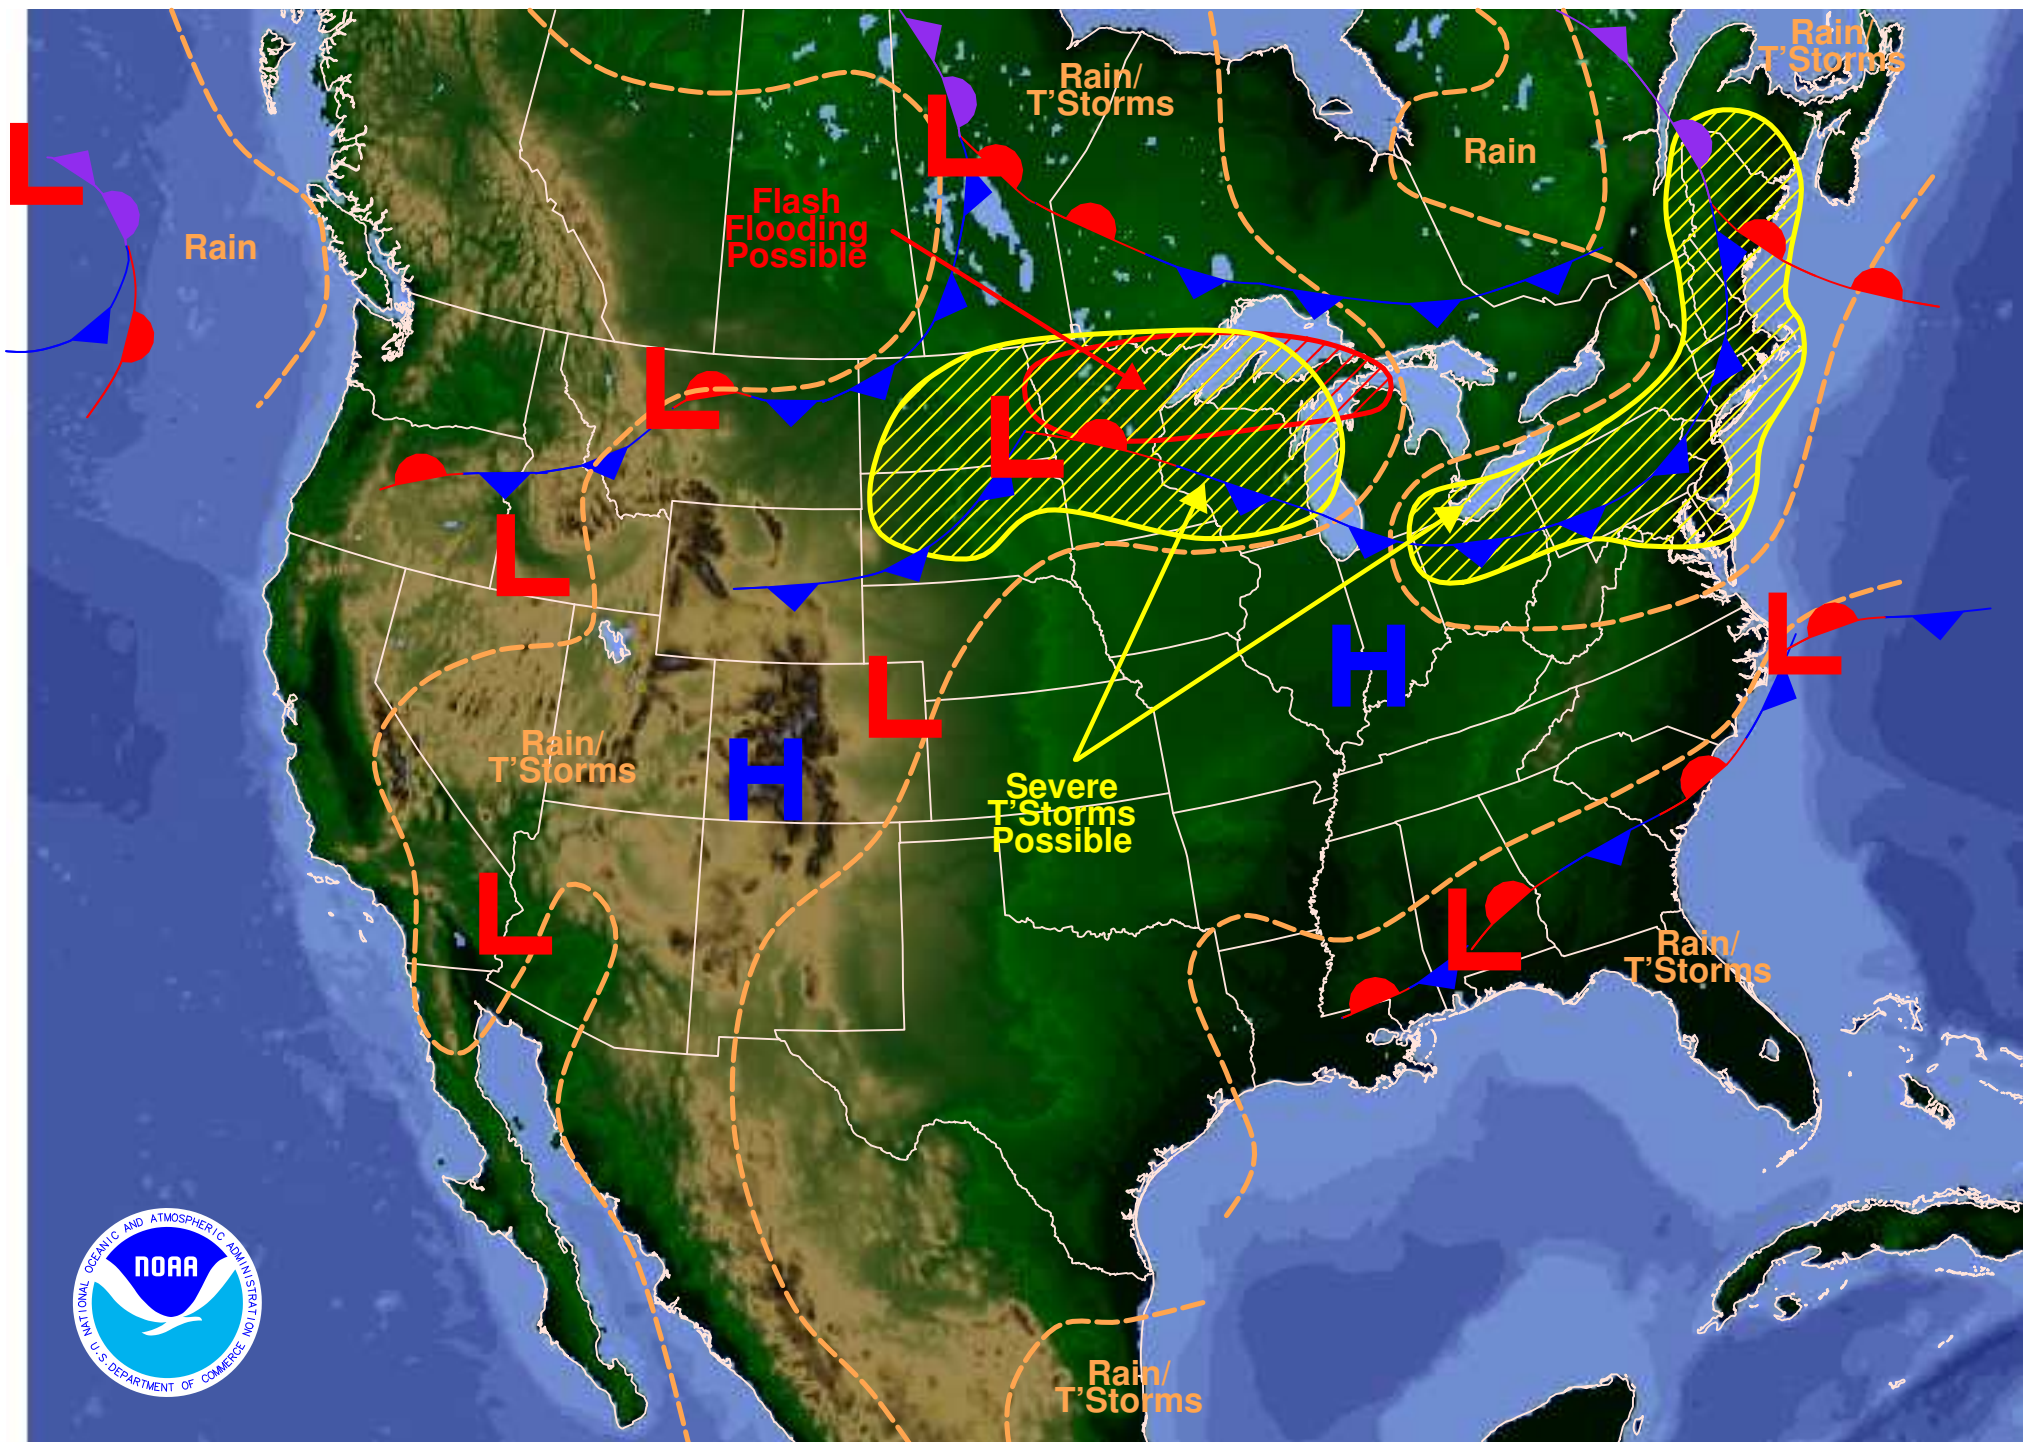 Rain/
T'Storms
Rain/
T'Storms
Rain
Flash
Flooding
Possible
Rain
L
L
L
L
L
L
H
L
Rain/
T'Storms
H
Severe
T'Storms
Possible
L
L
L
Rain/
T'Storms
NATIONAL OCEANIC AND ATMOSPHERIC ADMINISTRATION
NOAA
U.S. DEPARTMENT OF COMMERCE
Rain/
T'Storms